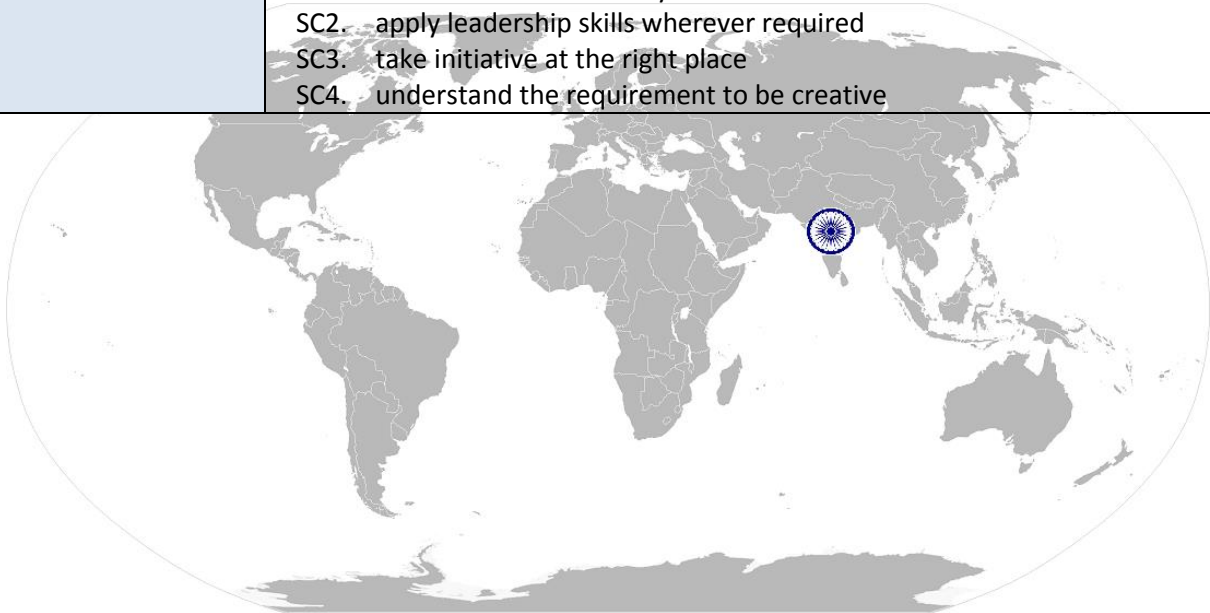 SC2. apply leadership skills wherever required
SC3. take initiative at the right place
SC4. understand the requirement to be creative